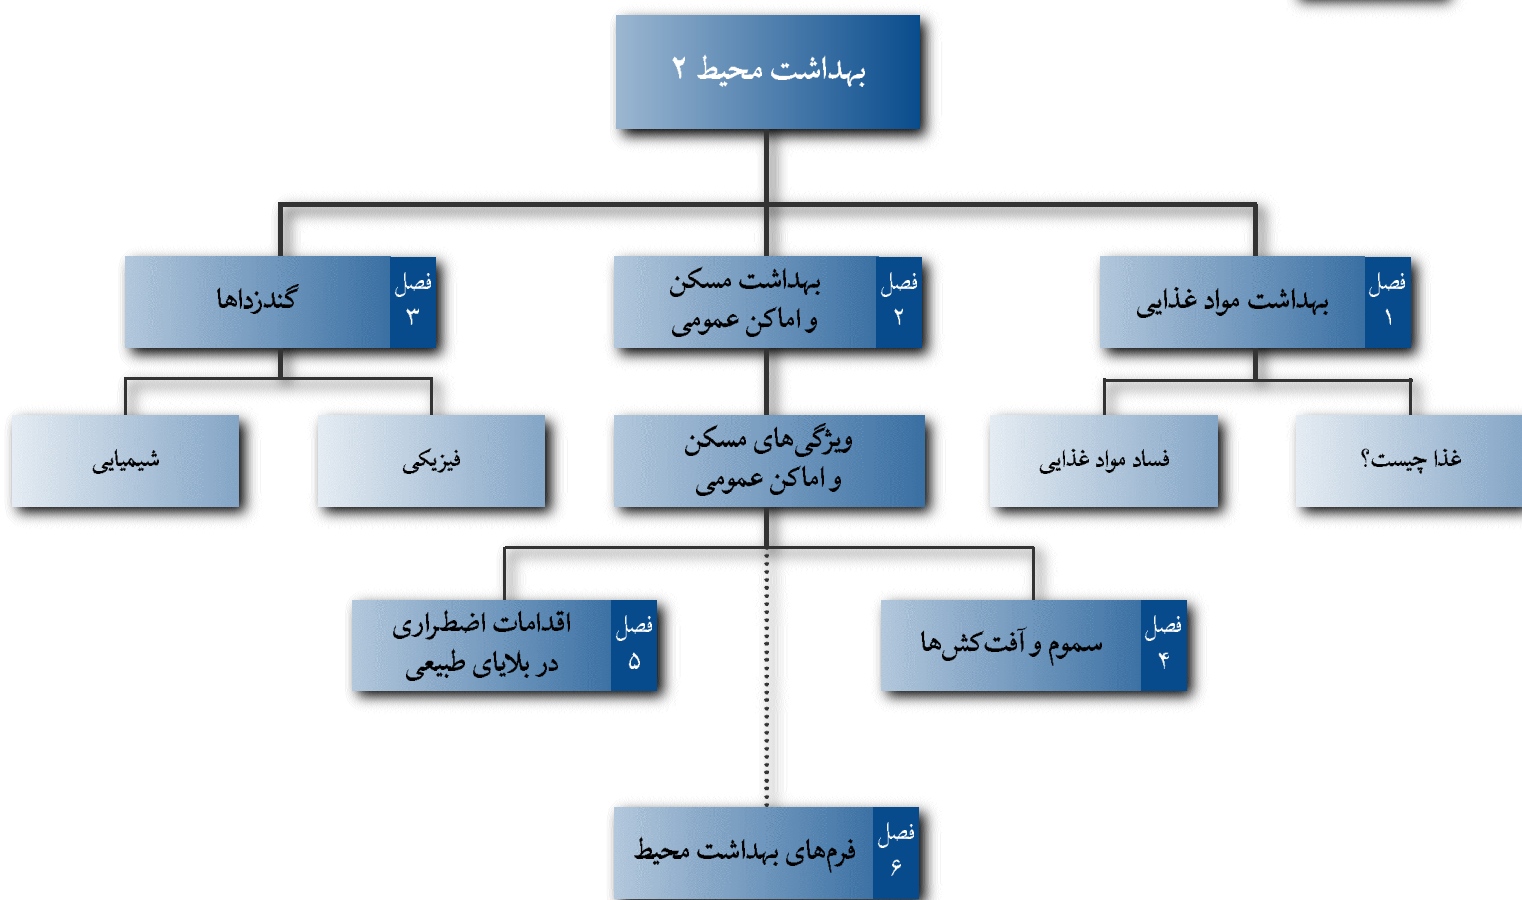 بهداشت محیط ۲
فصل
۱
بهداشت مواد غذایی
فصل
۲
بهداشت مسکن
و اماکن عمومی
فصل
۳
گندزداها
غذا چیست؟
فساد مواد غذایی
ویژگی‌های مسکن
و اماکن عمومی
فیزیکی
شیمیایی
فصل
۴
سموم و آفت‌کش‌ها
فصل
۵
اقدامات اضطراری
در بلایای طبیعی
فصل
۶
فرم‌های بهداشت محیط